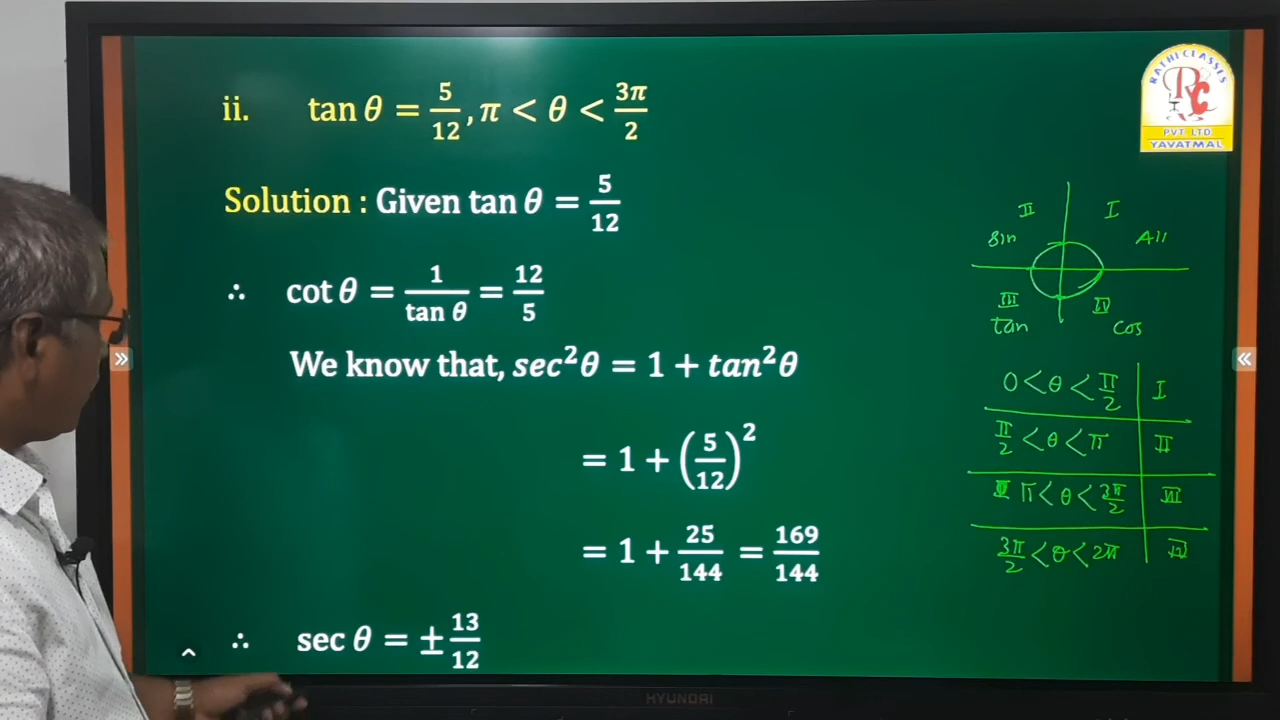 ii. tan θ = 5/12, π < θ < 3π/2
Solution : Given tan θ = 5/12
∴ cot θ = 1/tan θ = 12/5
We know that, sec²θ = 1 + tan²θ
= 1 + (5/12)²
= 1 + 25/144 = 169/144
∴ sec θ = ± 13/12
RATHI CLASSES
PVT. LTD.
YAVATMAL
II I
Sin All
III IV
tan Cos
0 < θ < π/2 I
π/2 < θ < π II
π < θ < 3π/2 III
3π/2 < θ < 2π IV
HYUNDAI